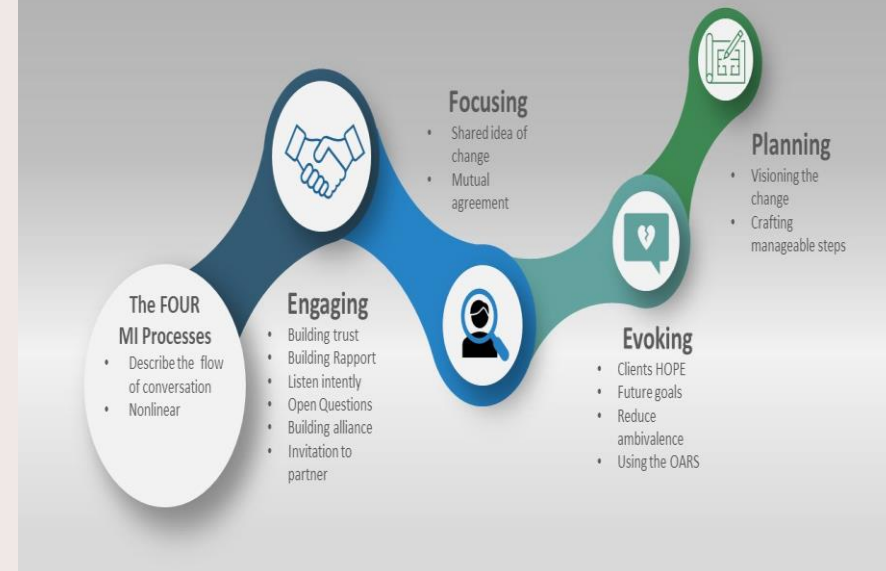 The FOUR
MI Processes
• Describe the flow
of conversation
• Nonlinear
Engaging
• Building trust
• Building Rapport
• Listen intently
• Open Questions
• Building alliance
• Invitation to
partner
Focusing
• Shared idea of
change
• Mutual
agreement
Evoking
• Clients HOPE
• Future goals
• Reduce
ambivalence
• Using the OARS
Planning
• Visioning the
change
• Crafting
manageable steps